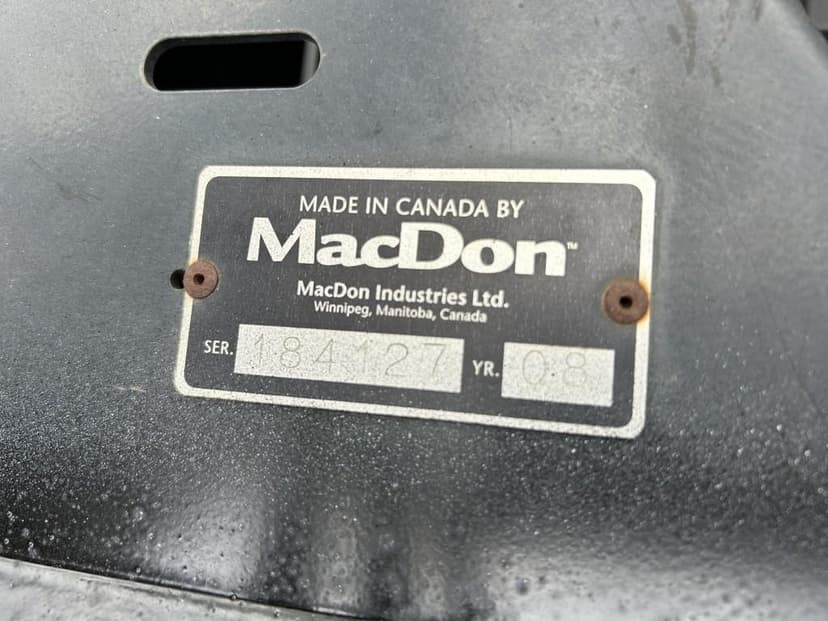 MADE IN CANADA BY
MacDon™
MacDon Industries Ltd.
Winnipeg, Manitoba, Canada
SER. 184127 YR. 08